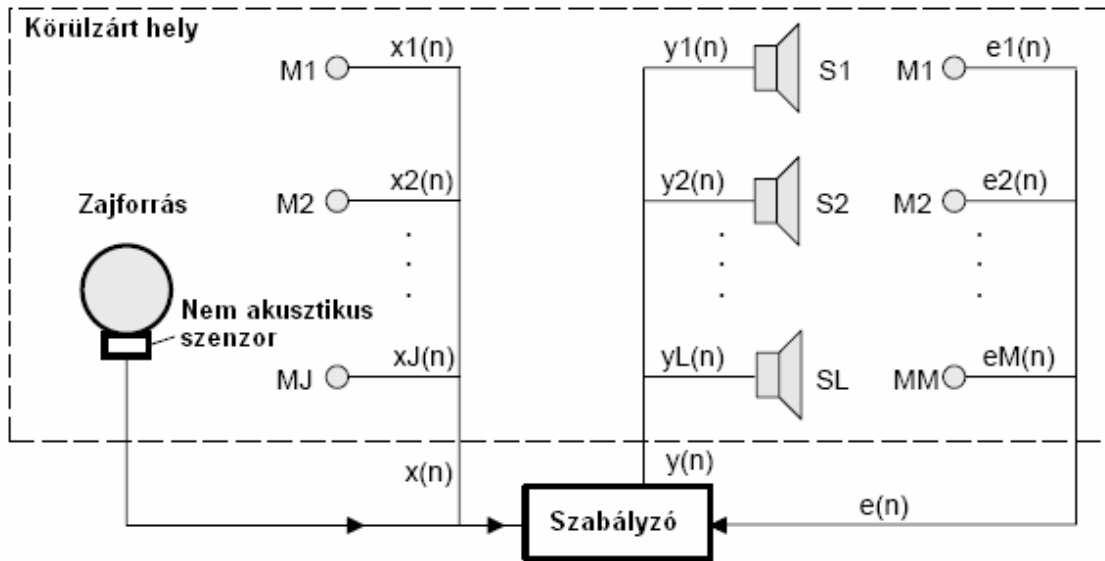 Körülzárt hely
x1(n)
M1
y1(n)
S1
M1
e1(n)
Zajforrás
M2
x2(n)
y2(n)
S2
M2
e2(n)
Nem akusztikus
szenzor
MJ
xJ(n)
yL(n)
SL
MM
eM(n)
x(n)
y(n)
Szabályzó
e(n)